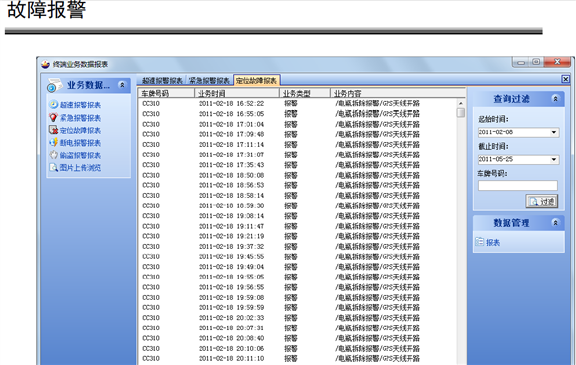 故障报警
终端业务数据报表
业务数据...
超速报警报表
紧急报警报表
定位故障报表
断电报警报表
偷盗报警报表
图片上传浏览
超速报警报表 紧急报警报表 定位故障报表
车牌号码 业务时间 业务类型 业务内容
CC310 2011-02-18 16:52:22 报警 /电瓶拆除报警/GPS天线开路
CC310 2011-02-18 16:55:05 报警 /电瓶拆除报警/GPS天线开路
CC310 2011-02-18 17:01:04 报警 /电瓶拆除报警/GPS天线开路
CC310 2011-02-18 17:09:48 报警 /电瓶拆除报警/GPS天线开路
CC310 2011-02-18 17:11:14 报警 /电瓶拆除报警/GPS天线开路
CC310 2011-02-18 17:31:07 报警 /电瓶拆除报警/GPS天线开路
CC310 2011-02-18 17:35:43 报警 /电瓶拆除报警/GPS天线开路
CC310 2011-02-18 18:50:08 报警 /电瓶拆除报警/GPS天线开路
CC310 2011-02-18 18:56:53 报警 /电瓶拆除报警/GPS天线开路
CC310 2011-02-18 18:58:14 报警 /电瓶拆除报警/GPS天线开路
CC310 2011-02-18 18:59:30 报警 /电瓶拆除报警/GPS天线开路
CC310 2011-02-18 19:08:14 报警 /电瓶拆除报警/GPS天线开路
CC310 2011-02-18 19:11:47 报警 /电瓶拆除报警/GPS天线开路
CC310 2011-02-18 19:21:19 报警 /电瓶拆除报警/GPS天线开路
CC310 2011-02-18 19:37:32 报警 /电瓶拆除报警/GPS天线开路
CC310 2011-02-18 19:45:55 报警 /电瓶拆除报警/GPS天线开路
CC310 2011-02-18 19:49:04 报警 /电瓶拆除报警/GPS天线开路
CC310 2011-02-18 19:55:05 报警 /电瓶拆除报警/GPS天线开路
CC310 2011-02-18 19:56:55 报警 /电瓶拆除报警/GPS天线开路
CC310 2011-02-18 19:59:08 报警 /电瓶拆除报警/GPS天线开路
CC310 2011-02-18 19:59:59 报警 /电瓶拆除报警/GPS天线开路
CC310 2011-02-18 20:02:33 报警 /电瓶拆除报警/GPS天线开路
CC310 2011-02-18 20:07:31 报警 /电瓶拆除报警/GPS天线开路
CC310 2011-02-18 20:08:40 报警 /电瓶拆除报警/GPS天线开路
CC310 2011-02-18 20:10:06 报警 /电瓶拆除报警/GPS天线开路
CC310 2011-02-18 20:11:10 报警 /电瓶拆除报警/GPS天线开路
查询过滤
起始时间:
2011-02-08
截止时间:
2011-05-25
车牌号码:
过滤
数据管理
报表